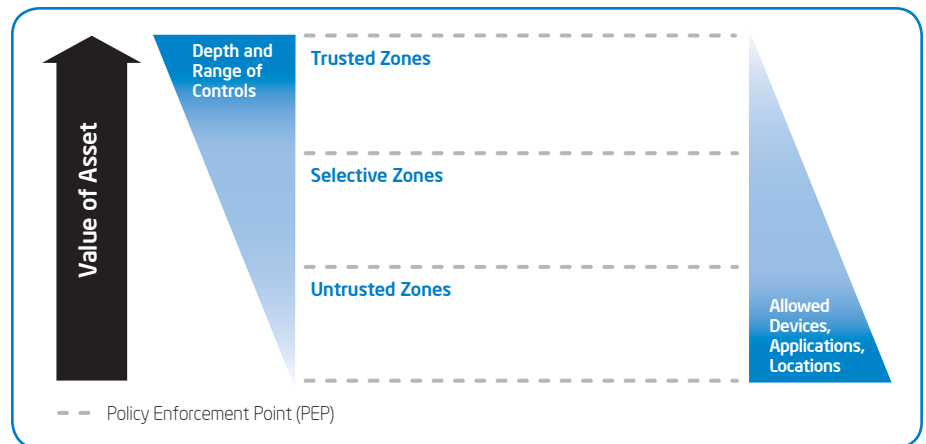 Value of Asset
Depth and
Range of
Controls
Trusted Zones
Selective Zones
Untrusted Zones
Allowed
Devices,
Applications,
Locations
Policy Enforcement Point (PEP)